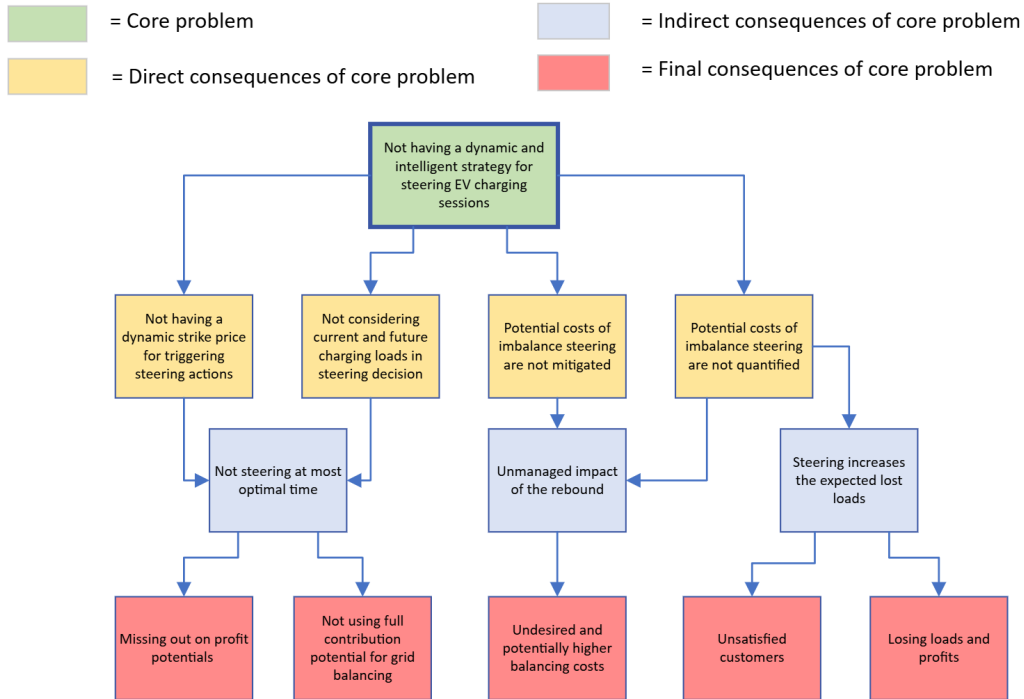 = Core problem
= Indirect consequences of core problem
= Direct consequences of core problem
= Final consequences of core problem
Not having a dynamic and
intelligent strategy for
steering EV charging
sessions
Not having a
dynamic strike price
for triggering
steering actions
Not considering
current and future
charging loads in
steering decision
Potential costs of
imbalance steering
are not mitigated
Potential costs of
imbalance steering
are not quantified
Not steering at most
optimal time
Unmanaged impact
of the rebound
Steering increases
the expected lost
loads
Missing out on profit
potentials
Not using full
contribution
potential for grid
balancing
Undesired and
potentially higher
balancing costs
Unsatisfied
customers
Losing loads and
profits